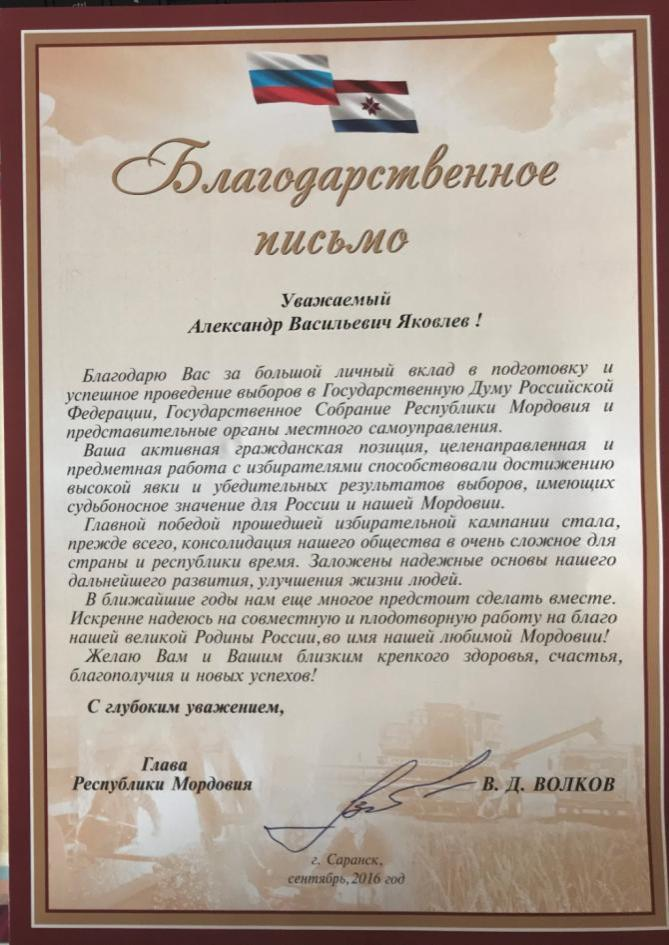 Благодарственное
письмо
Уважаемый
Александр Васильевич Яковлев !
Благодарю Вас за большой личный вклад в подготовку и
успешное проведение выборов в Государственную Думу Российской
Федерации, Государственное Собрание Республики Мордовия и
представительные органы местного самоуправления.
Ваша активная гражданская позиция, целенаправленная и
предметная работа с избирателями способствовали достижению
высокой явки и убедительных результатов выборов, имеющих
судьбоносное значение для России и нашей Мордовии.
Главной победой прошедшей избирательной кампании стала,
прежде всего, консолидация нашего общества в очень сложное для
страны и республики время. Заложены надежные основы нашего
дальнейшего развития, улучшения жизни людей.
В ближайшие годы нам еще многое предстоит сделать вместе.
Искренне надеюсь на совместную и плодотворную работу на благо
нашей великой Родины России, во имя нашей любимой Мордовии!
Желаю Вам и Вашим близким крепкого здоровья, счастья,
благополучия и новых успехов!
С глубоким уважением,
Глава
Республики Мордовия
В. Д. ВОЛКОВ
г. Саранск,
сентябрь, 2016 год